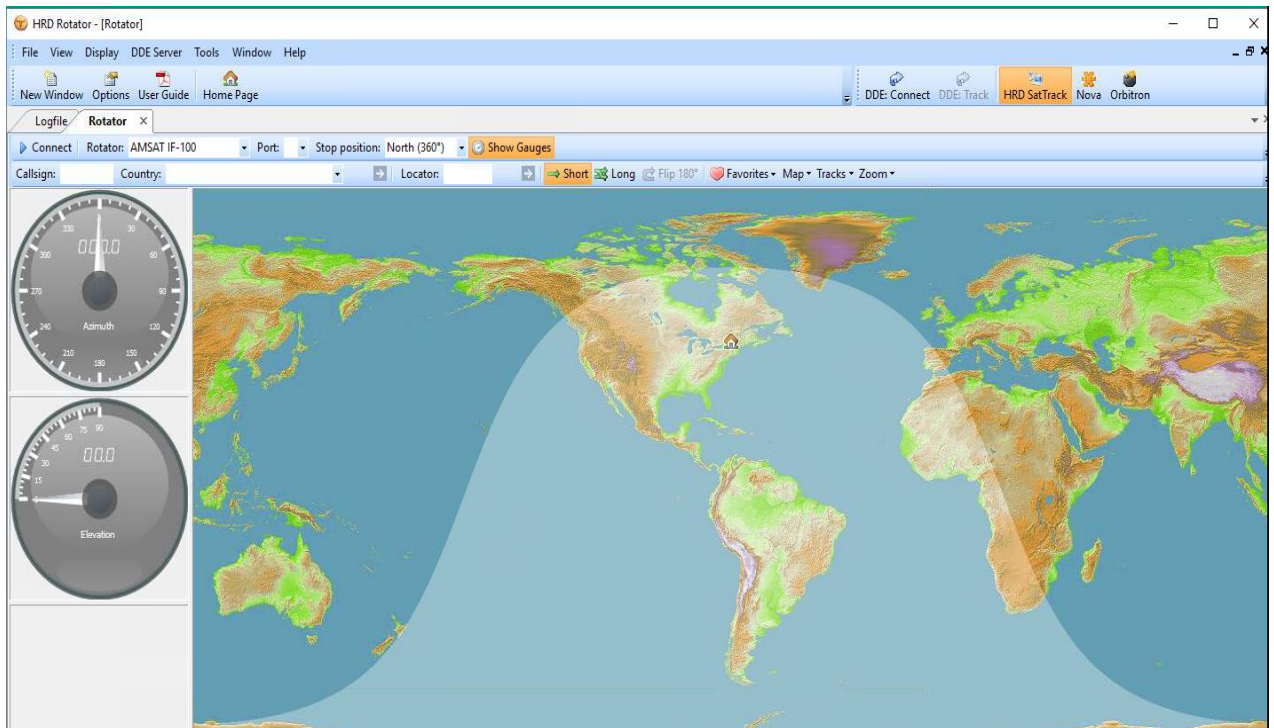 HRD Rotator - [Rotator]
File View Display DDE Server Tools Window Help
New Window Options User Guide Home Page DDE: Connect DDE: Track HRD SatTrack Nova Orbitron
Logfile Rotator
Connect Rotator: AMSAT IF-100 Port: Stop position: North (360°) Show Gauges
Callsign: Country: Locator: Short Long Flip 180° Favorites Map Tracks Zoom
330 30
000.0
300 60
270 90
Azimuth
240 120
210 150
180
75 90
60
45
00.0
30
15
0
Elevation